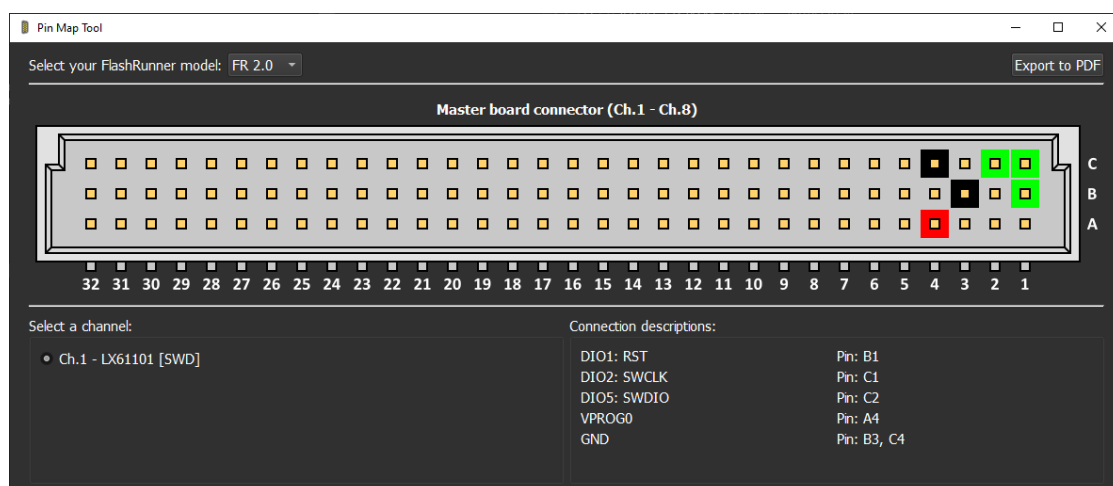 Pin Map Tool
Select your FlashRunner model: FR 2.0
Export to PDF
Master board connector (Ch.1 - Ch.8)
C
B
A
32 31 30 29 28 27 26 25 24 23 22 21 20 19 18 17 16 15 14 13 12 11 10 9 8 7 6 5 4 3 2 1
Select a channel:
Ch.1 - LX61101 [SWD]
Connection descriptions:
DIO1: RST Pin: B1
DIO2: SWCLK Pin: C1
DIO5: SWDIO Pin: C2
VPROG0 Pin: A4
GND Pin: B3, C4